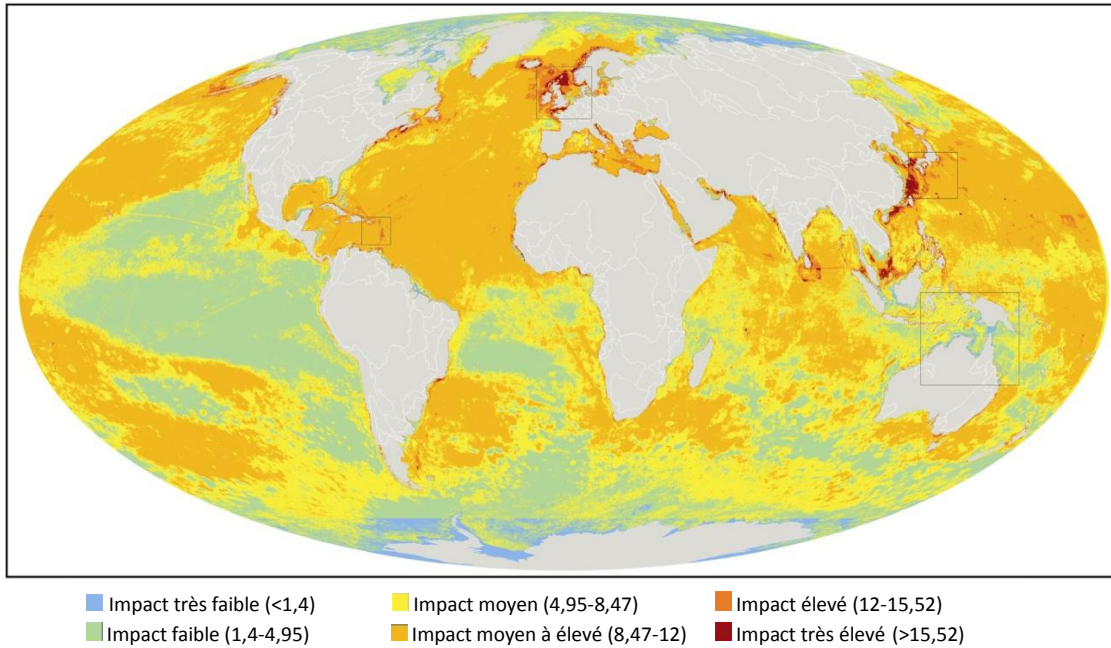 Impact très faible (<1,4)
Impact moyen (4,95-8,47)
Impact élevé (12-15,52)
Impact faible (1,4-4,95)
Impact moyen à élevé (8,47-12)
Impact très élevé (>15,52)